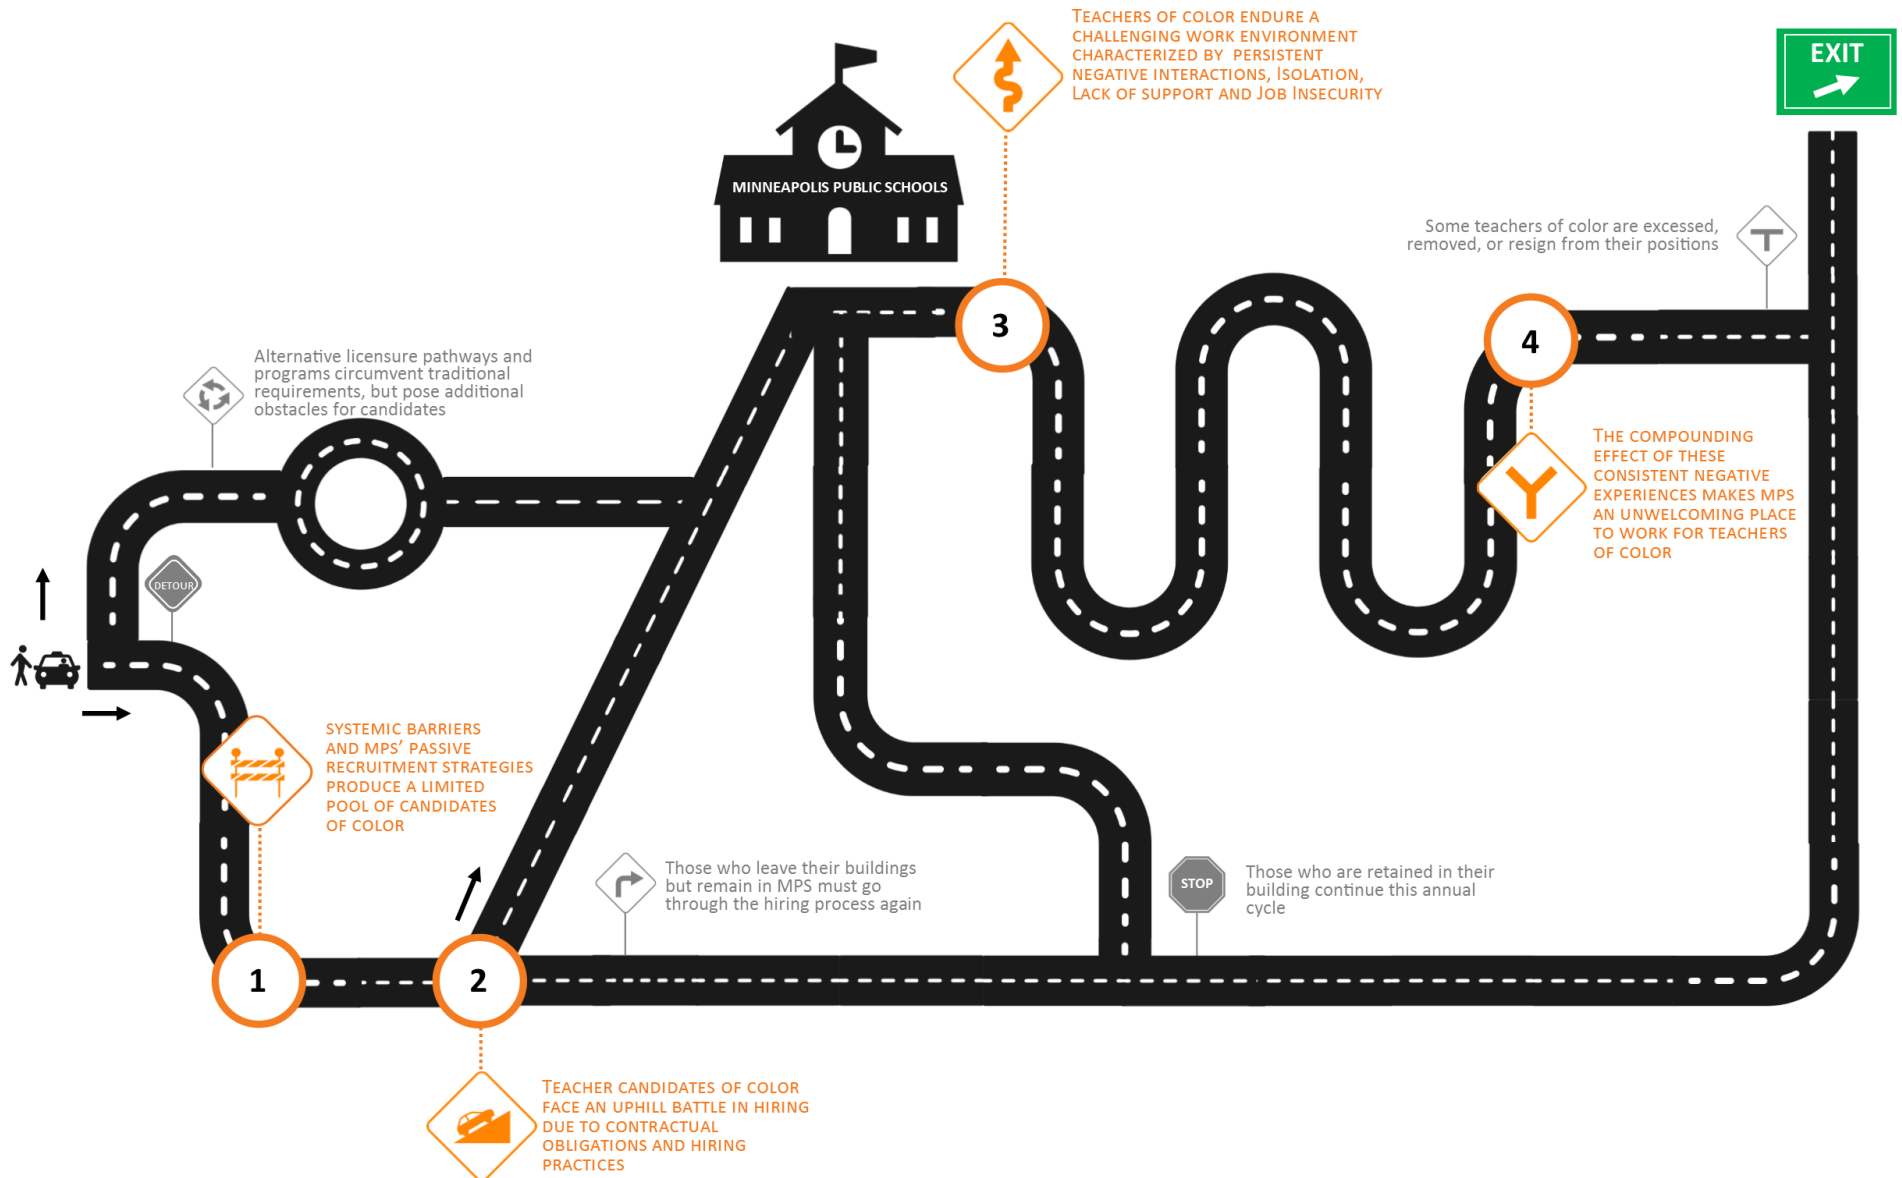 TEACHERS OF COLOR ENDURE A
CHALLENGING WORK ENVIRONMENT
CHARACTERIZED BY PERSISTENT
NEGATIVE INTERACTIONS, ISOLATION,
LACK OF SUPPORT AND JOB INSECURITY
EXIT
MINNEAPOLIS PUBLIC SCHOOLS
Some teachers of color are excessed,
removed, or resign from their positions
3
4
Alternative licensure pathways and
programs circumvent traditional
requirements, but pose additional
obstacles for candidates
THE COMPOUNDING
EFFECT OF THESE
CONSISTENT NEGATIVE
EXPERIENCES MAKES MPS
AN UNWELCOMING PLACE
TO WORK FOR TEACHERS
OF COLOR
DETOUR
SYSTEMIC BARRIERS
AND MPS' PASSIVE
RECRUITMENT STRATEGIES
PRODUCE A LIMITED
POOL OF CANDIDATES
OF COLOR
Those who leave their buildings
but remain in MPS must go
through the hiring process again
STOP
Those who are retained in their
building continue this annual
cycle
1
2
TEACHER CANDIDATES OF COLOR
FACE AN UPHILL BATTLE IN HIRING
DUE TO CONTRACTUAL
OBLIGATIONS AND HIRING
PRACTICES